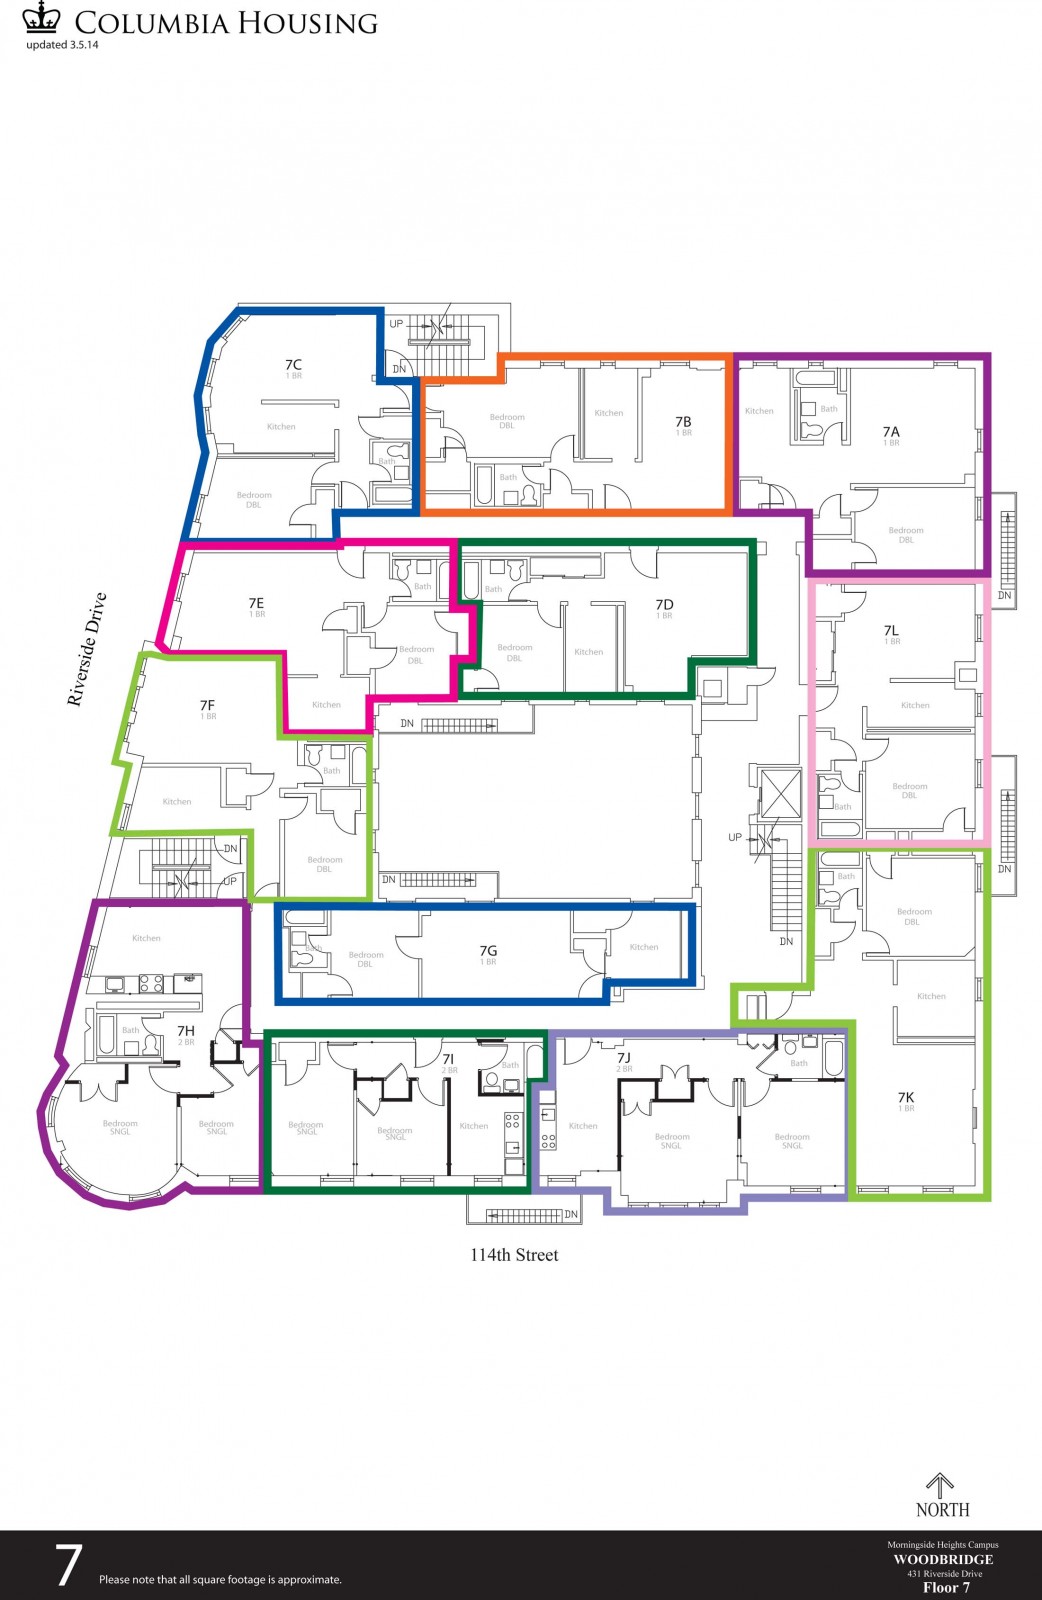 COLUMBIA HOUSING
updated 3.5.14
UP
DN
7C
1 BR
Kitchen
Bath
Bedroom
DBL
Bedroom
DBL
Kitchen
7B
1 BR
Bath
Kitchen
Bath
7A
1 BR
Bedroom
DBL
DN
Riverside Drive
7E
1 BR
Bath
Bedroom
DBL
Kitchen
Bath
7D
1 BR
Bedroom
DBL
Kitchen
7L
1 BR
Kitchen
Bedroom
DBL
Bath
7F
1 BR
Kitchen
Bath
Bedroom
DBL
DN
DN
DN
UP
UP
DN
DN
Bath
Bedroom
DBL
Kitchen
7K
1 BR
Kitchen
Bath
7H
2 BR
REF
Bedroom
SNGL
Bedroom
SNGL
Bath
Bedroom
DBL
7G
1 BR
Kitchen
7I
2 BR
Bath
Bedroom
SNGL
Bedroom
SNGL
Kitchen
7J
2 BR
Bath
Kitchen
Bedroom
SNGL
Bedroom
SNGL
DN
114th Street
NORTH
7
Please note that all square footage is approximate.
Morningside Heights Campus
WOODBRIDGE
431 Riverside Drive
Floor 7